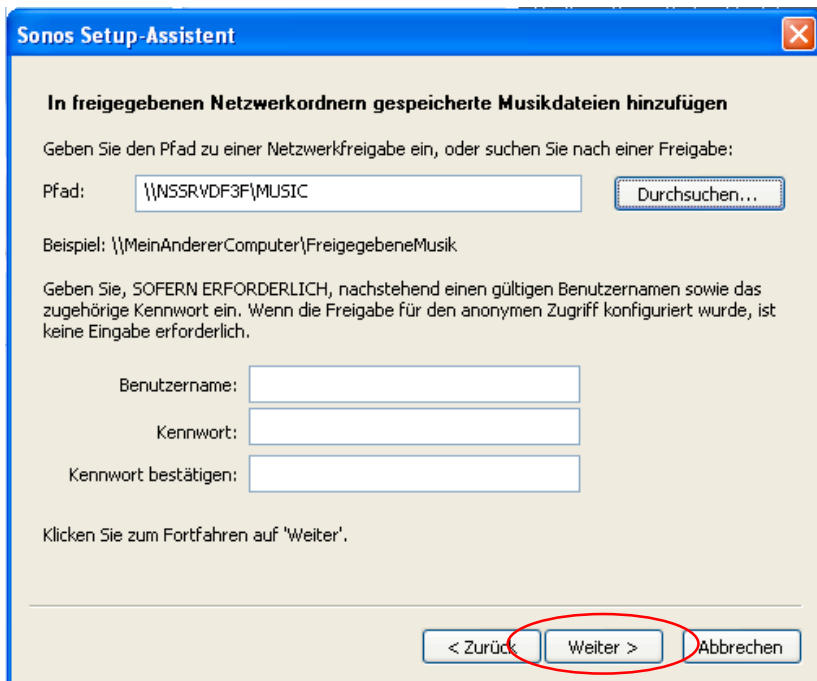 Sonos Setup-Assistent
In freigegebenen Netzwerkordnern gespeicherte Musikdateien hinzufügen
Geben Sie den Pfad zu einer Netzwerkfreigabe ein, oder suchen Sie nach einer Freigabe:
Pfad: \\NSSRVDF3F\MUSIC Durchsuchen...
Beispiel: \\MeinAndererComputer\FreigegebeneMusik
Geben Sie, SOFERN ERFORDERLICH, nachstehend einen gültigen Benutzernamen sowie das
zugehörige Kennwort ein. Wenn die Freigabe für den anonymen Zugriff konfiguriert wurde, ist
keine Eingabe erforderlich.
Benutzername:
Kennwort:
Kennwort bestätigen:
Klicken Sie zum Fortfahren auf 'Weiter'.
< Zurück Weiter > Abbrechen